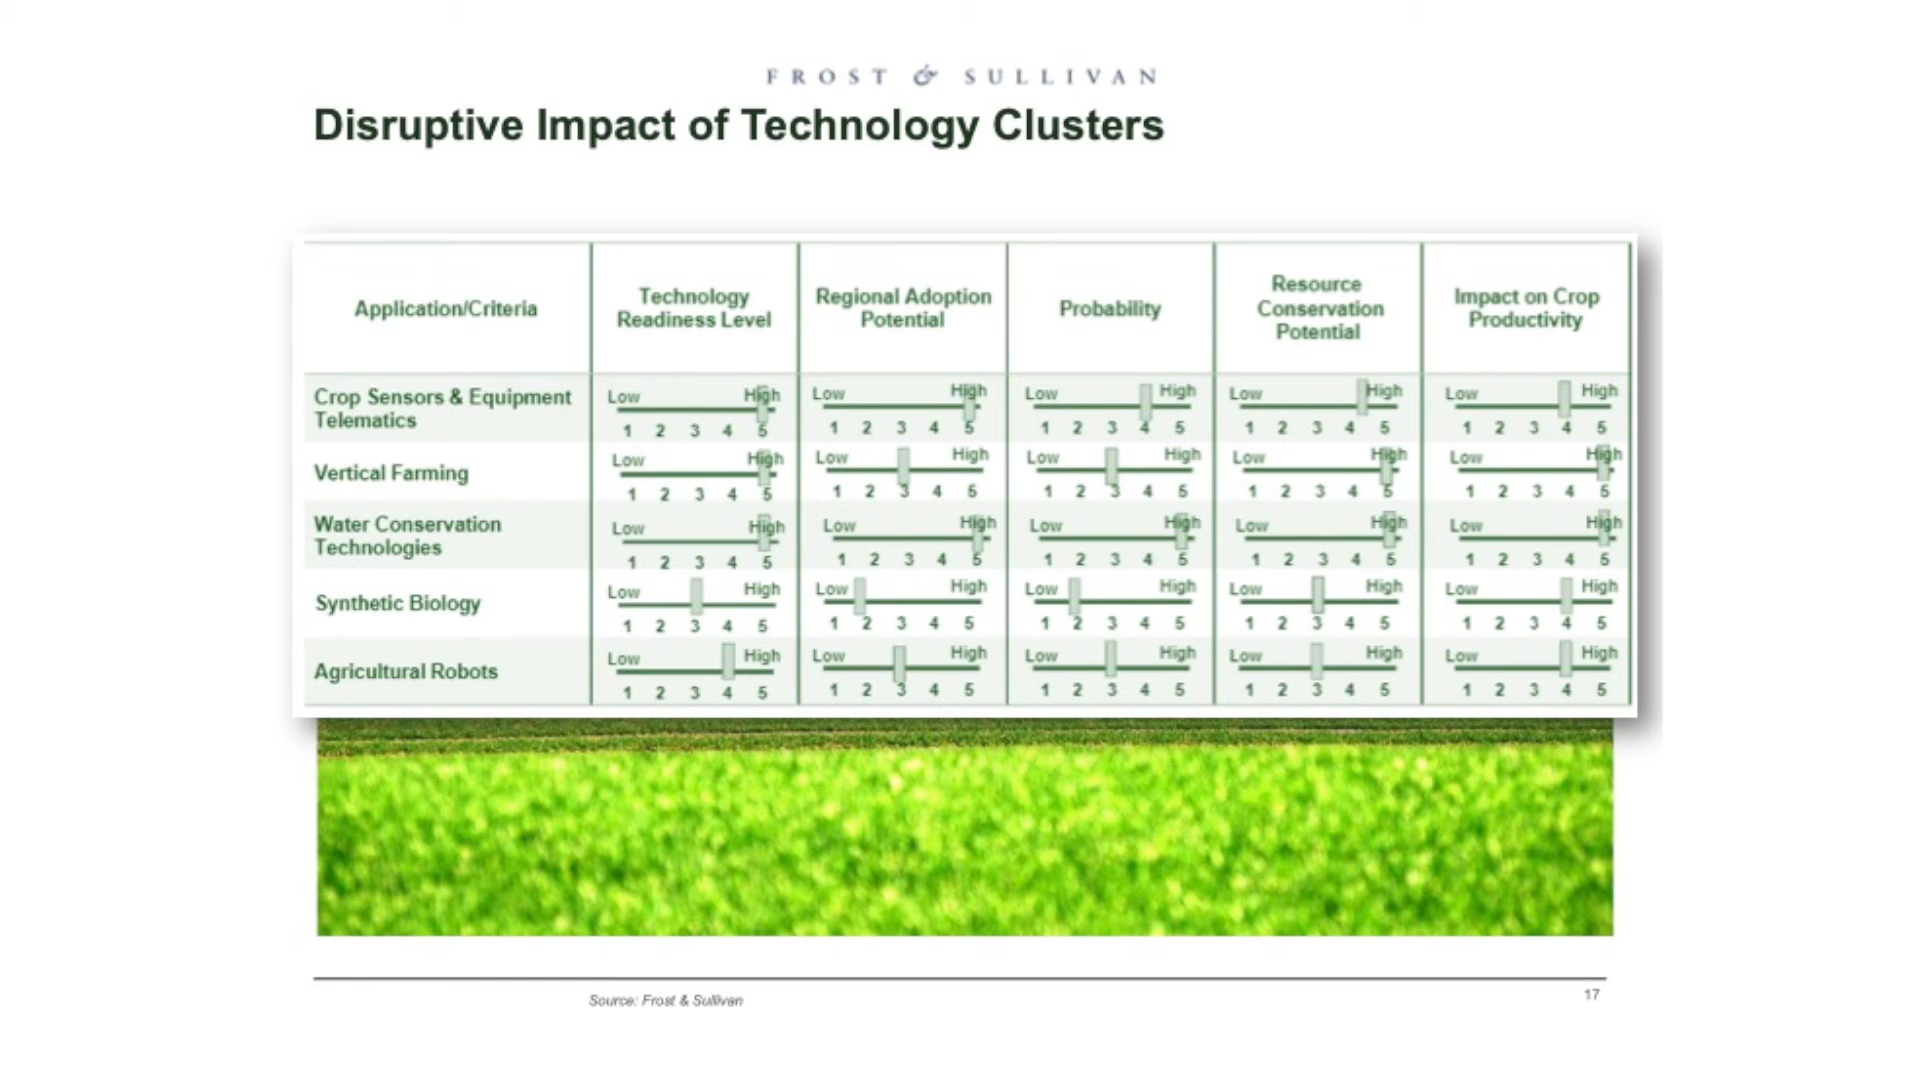 FROST & SULLIVAN
Disruptive Impact of Technology Clusters
Application/Criteria
Technology
Readiness Level
Regional Adoption
Potential
Probability
Resource
Conservation
Potential
Impact on Crop
Productivity
Crop Sensors & Equipment
Telematics
Low High
1 2 3 4 5
Low High
1 2 3 4 5
Low High
1 2 3 4 5
Low High
1 2 3 4 5
Low High
1 2 3 4 5
Vertical Farming
Low High
1 2 3 4 5
Low High
1 2 3 4 5
Low High
1 2 3 4 5
Low High
1 2 3 4 5
Low High
1 2 3 4 5
Water Conservation
Technologies
Low High
1 2 3 4 5
Low High
1 2 3 4 5
Low High
1 2 3 4 5
Low High
1 2 3 4 5
Low High
1 2 3 4 5
Synthetic Biology
Low High
1 2 3 4 5
Low High
1 2 3 4 5
Low High
1 2 3 4 5
Low High
1 2 3 4 5
Low High
1 2 3 4 5
Agricultural Robots
Low High
1 2 3 4 5
Low High
1 2 3 4 5
Low High
1 2 3 4 5
Low High
1 2 3 4 5
Low High
1 2 3 4 5
Source: Frost & Sullivan
17